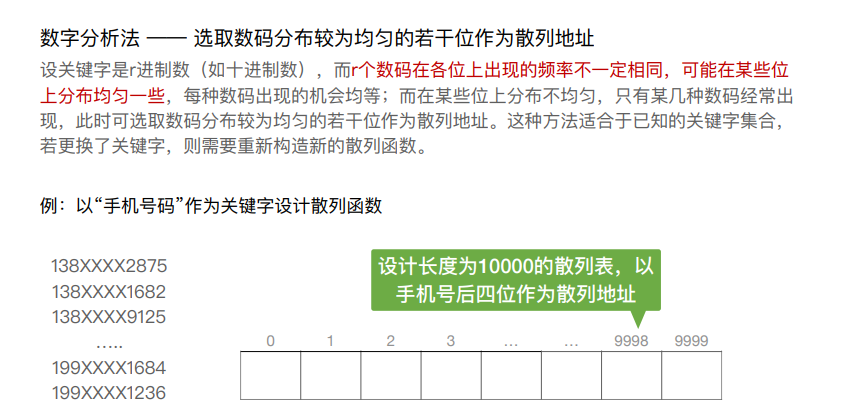 数字分析法 —— 选取数码分布较为均匀的若干位作为散列地址
设关键字是r进制数（如十进制数），而r个数码在各位上出现的频率不一定相同，可能在某些位
上分布均匀一些，每种数码出现的机会均等；而在某些位上分布不均匀，只有某几种数码经常出
现，此时可选取数码分布较为均匀的若干位作为散列地址。这种方法适合于已知的关键字集合，
若更换了关键字，则需要重新构造新的散列函数。
例：以“手机号码”作为关键字设计散列函数
138XXXX2875
138XXXX1682
138XXXX9125
…..
199XXXX1684
199XXXX1236
设计长度为10000的散列表，以
手机号后四位作为散列地址
0 1 2 3 … … 9998 9999